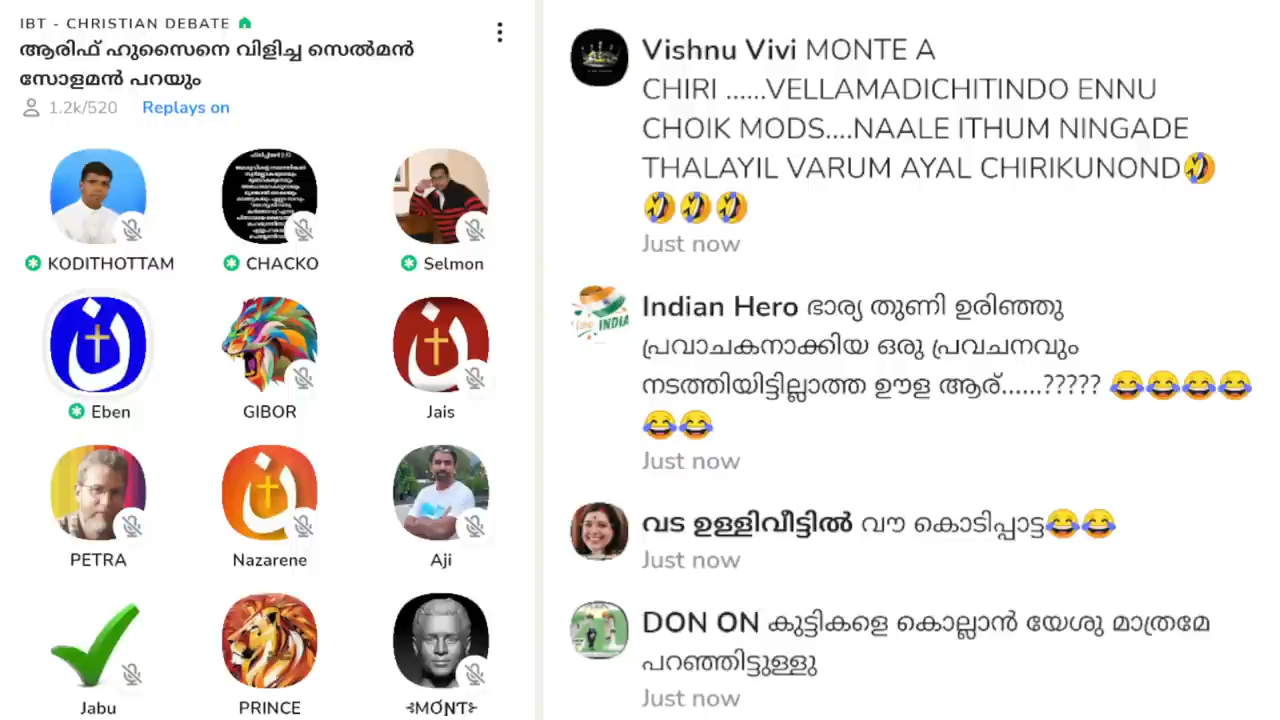 IBT - CHRISTIAN DEBATE
ആരിഫ് ഹുസൈനെ വിളിച്ച സെൽമൻ
സോളമൻ പറയും
1.2k/520 Replays on
KODITHOTTAM
CHACKO
Selmon
Eben
GIBOR
Jais
PETRA
Nazarene
Aji
Jabu
PRINCE
⊰MƠɲT⊱
Vishnu Vivi MONTE A
CHIRI ......VELLAMADICHITINDO ENNU
CHOIK MODS....NAALE ITHUM NINGADE
THALAYIL VARUM AYAL CHIRIKUNOND🤣
🤣🤣🤣
Just now
Indian Hero ഭാര്യ തുണി ഉരിഞ്ഞു
പ്രവാചകനാക്കിയ ഒരു പ്രവചനവും
നടത്തിയിട്ടില്ലാത്ത ഊള ആര്......????? 😂😂😂😂
😂😂
Just now
വട ഉള്ളിവീട്ടിൽ വൗ കൊടിപ്പാട്ട😂😂
Just now
DON ON കുട്ടികളെ കൊല്ലാൻ യേശു മാത്രമേ
പറഞ്ഞിട്ടുള്ളു
Just now